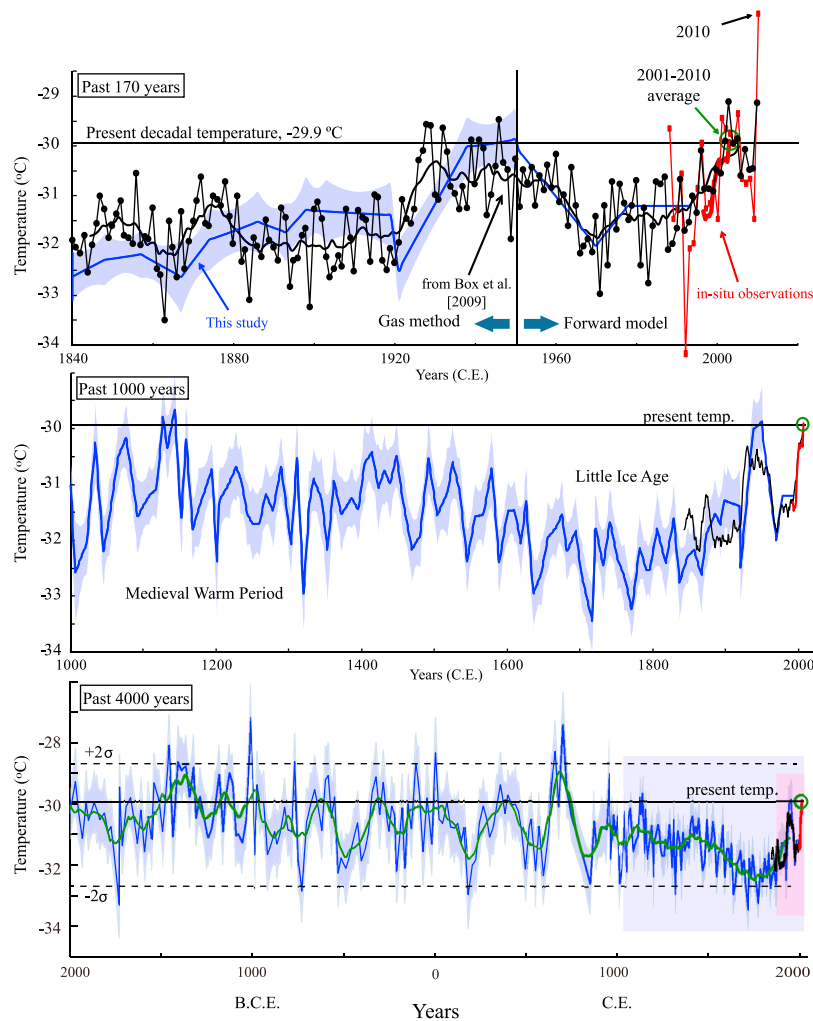 2010
2001-2010
average
Past 170 years
-29
Present decadal temperature, -29.9 ºC
-30
-31
-32
-33
-34
Temperature (ºC)
from Box et al.
[2009]
in-situ observations
This study
Gas method
Forward model
1840
1880
1920
1960
2000
Years (C.E.)
Past 1000 years
present temp.
-30
-31
-32
-33
-34
Temperature (ºC)
Little Ice Age
Medieval Warm Period
1000
1200
1400
1600
1800
2000
Years (C.E.)
Past 4000 years
-28
-30
-32
-34
-35
Temperature (ºC)
+2σ
present temp.
-2σ
2000
1000
0
1000
2000
B.C.E.
Years
C.E.